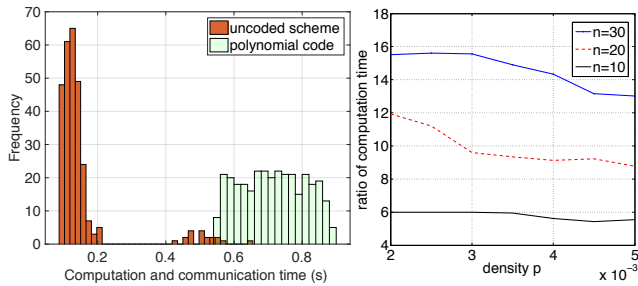 70
60
50
40
30
20
10
0
Frequency
uncoded scheme
polynomial code
0.2
0.4
0.6
0.8
Computation and communication time (s)
18
16
14
12
10
8
6
4
ratio of computation time
n=30
n=20
n=10
2
3
4
5
density p
x 10⁻³